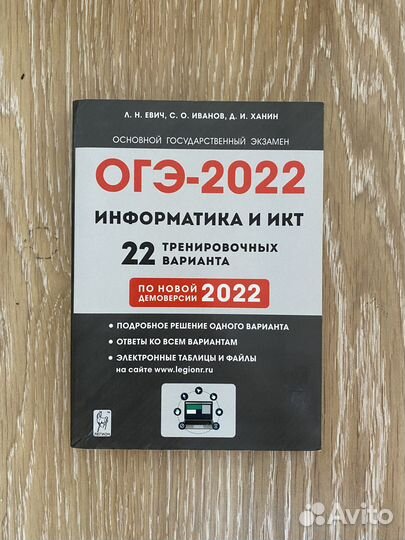 Л. Н. ЕВИЧ, С. О. ИВАНОВ, Д. И. ХАНИН
ОСНОВНОЙ ГОСУДАРСТВЕННЫЙ ЭКЗАМЕН
ОГЭ-2022
ИНФОРМАТИКА И ИКТ
22 ТРЕНИРОВОЧНЫХ
ВАРИАНТА
ПО НОВОЙ
ДЕМОВЕРСИИ 2022
• ПОДРОБНОЕ РЕШЕНИЕ ОДНОГО ВАРИАНТА
• ОТВЕТЫ КО ВСЕМ ВАРИАНТАМ
• ЭЛЕКТРОННЫЕ ТАБЛИЦЫ И ФАЙЛЫ
на сайте www.legionr.ru
ЛЕГИОН
Avito